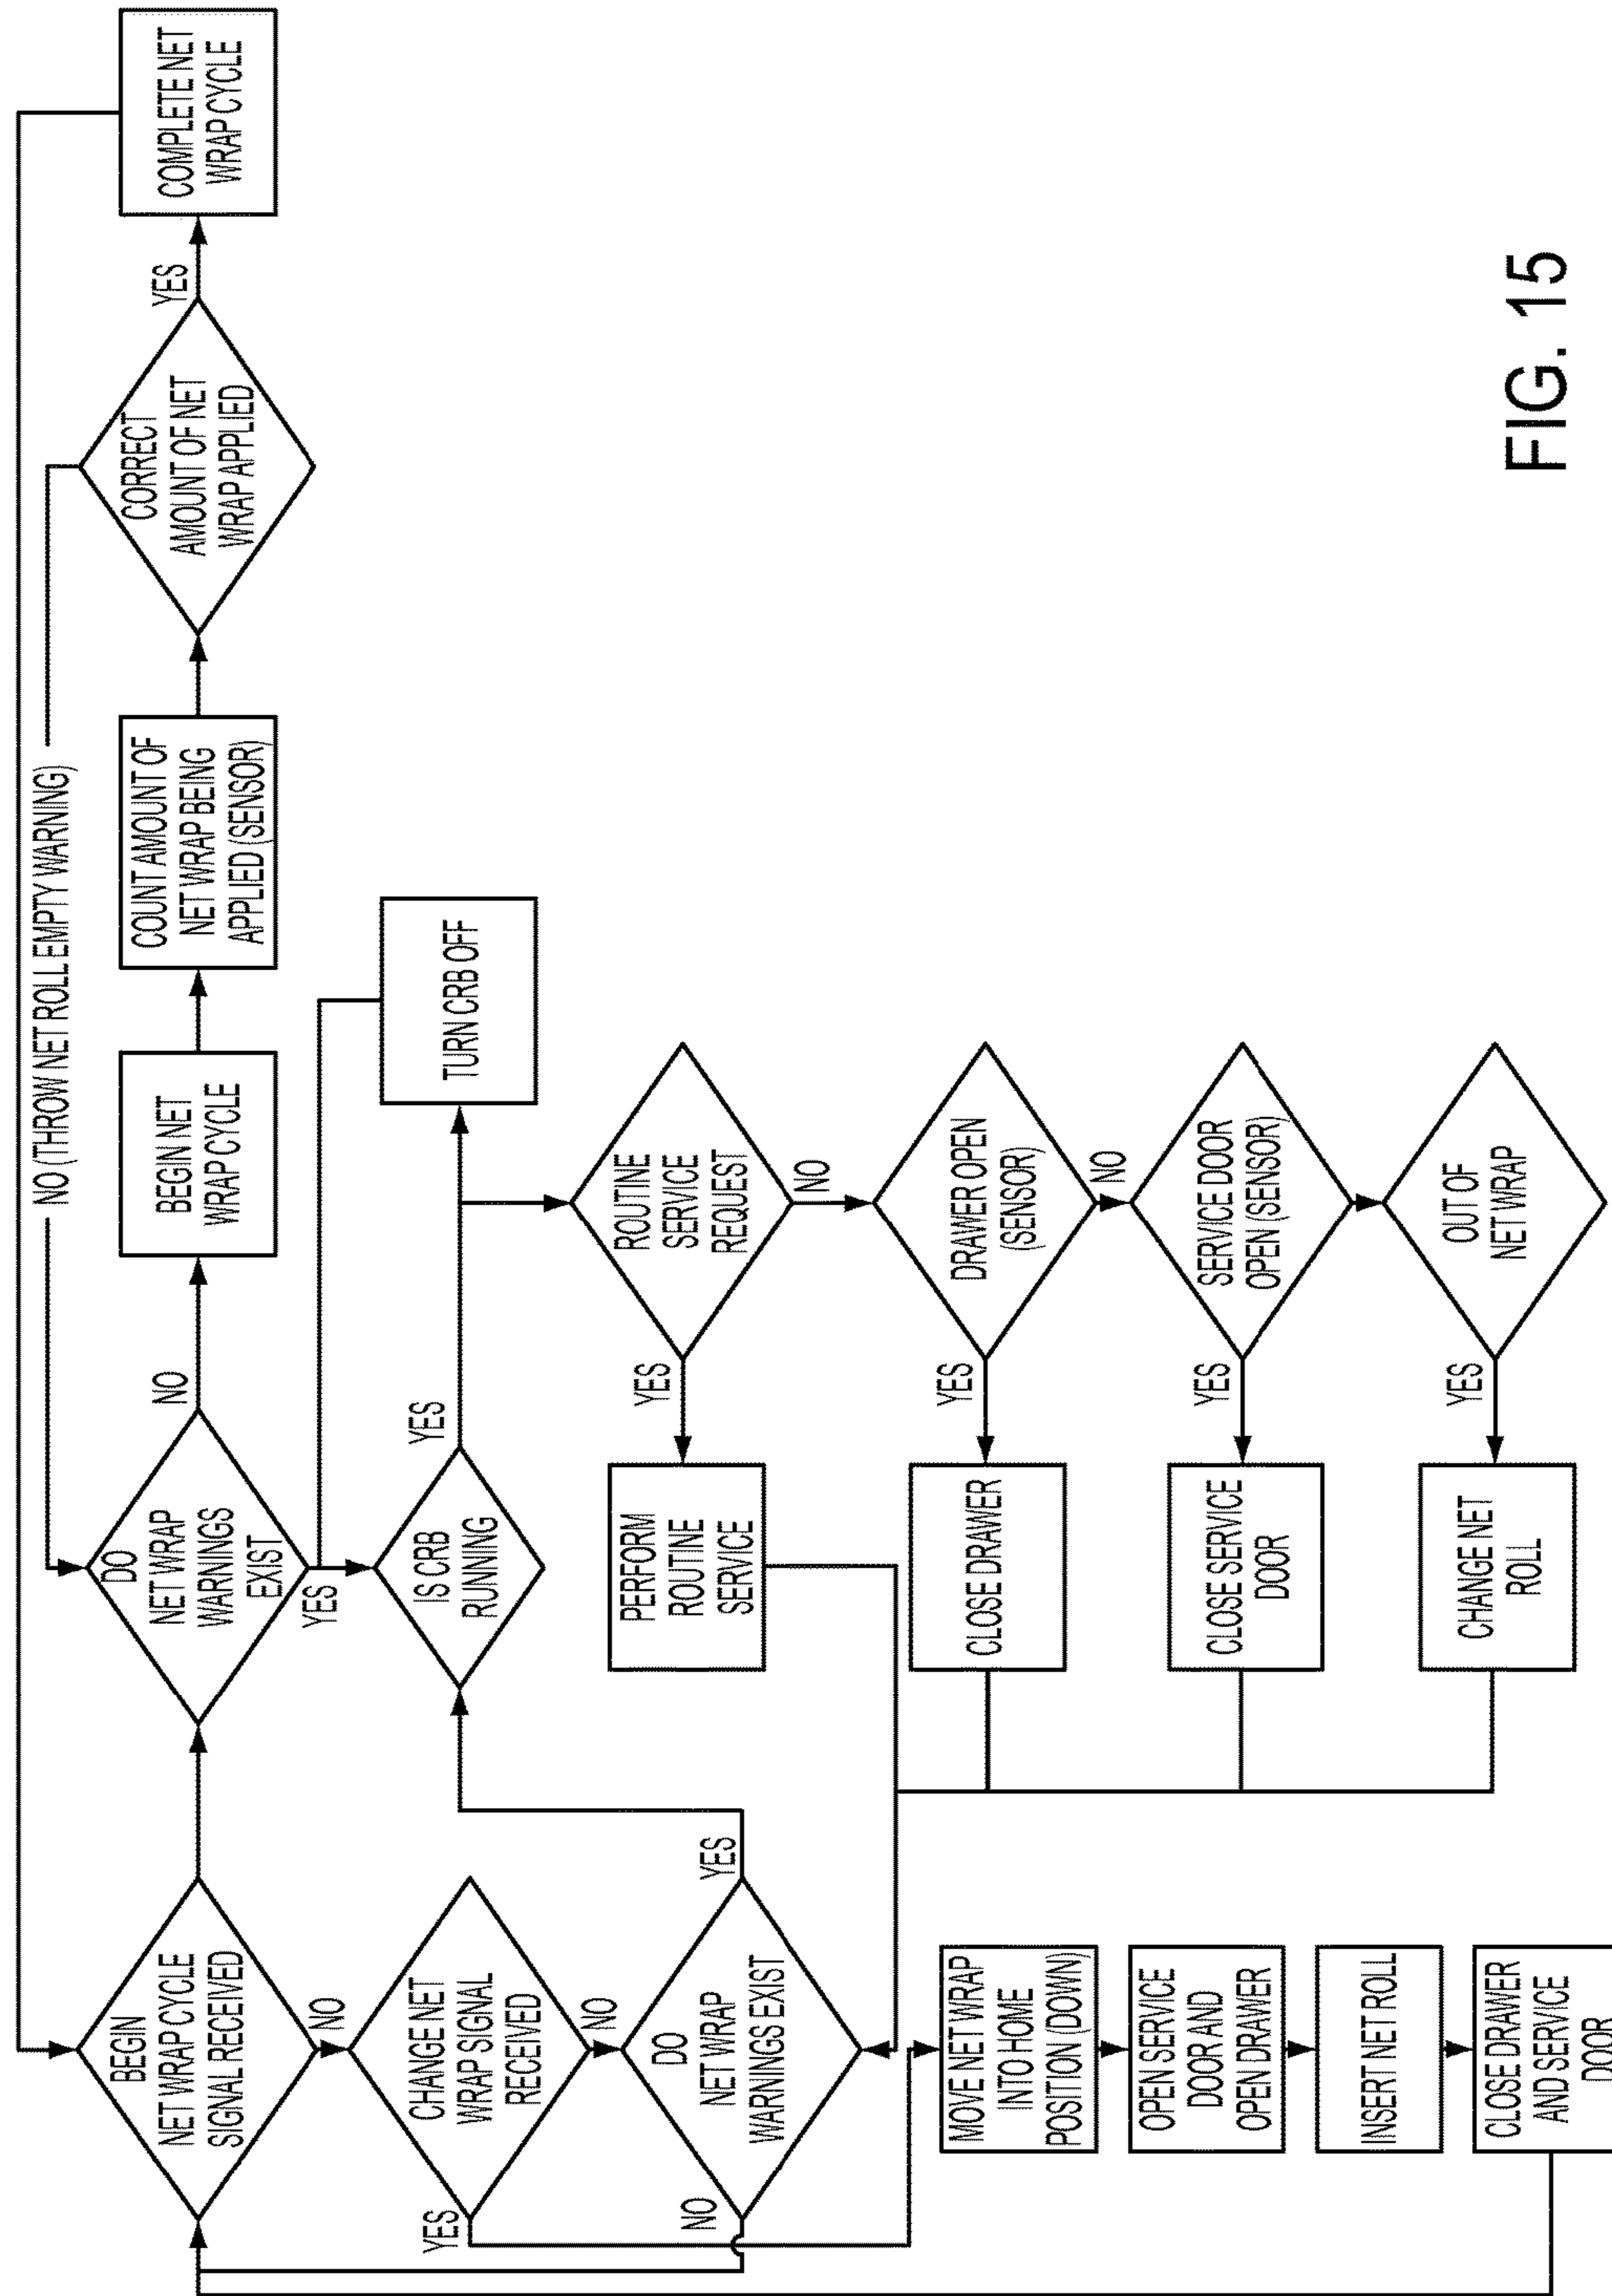 BEGIN
NET WRAP CYCLE
SIGNAL RECEIVED
NO
DO
NET WRAP
WARNINGS
EXIST
NO
YES
BEGIN NET
WRAP CYCLE
COUNT AMOUNT OF
NET WRAP BEING
APPLIED (SENSOR)
CORRECT
AMOUNT OF NET
WRAP APPLIED
YES
COMPLETE NET
WRAP CYCLE
NO (THROW NET ROLL EMPTY WARNING)
CHANGE NET
WRAP SIGNAL
RECEIVED
YES
NO
IS CRB
RUNNING
YES
TURN CRB OFF
DO
NET WRAP
WARNINGS EXIST
NO
YES
PERFORM
ROUTINE
SERVICE
YES
ROUTINE
SERVICE
REQUEST
NO
MOVE NET WRAP
INTO HOME
POSITION (DOWN)
CLOSE DRAWER
YES
DRAWER OPEN
(SENSOR)
NO
OPEN SERVICE
DOOR AND
OPEN DRAWER
CLOSE SERVICE
DOOR
YES
SERVICE DOOR
OPEN (SENSOR)
INSERT NET ROLL
CLOSE DRAWER
AND SERVICE
DOOR
CHANGE NET
ROLL
YES
OUT OF
NET WRAP
FIG. 15